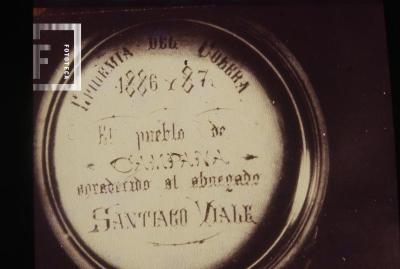 FOTOTECA
EPIDEMIA DEL COLERA
1886 y 87
El pueblo de
CAMPANA
agradecido al abnegado
SANTIAGO VIALE